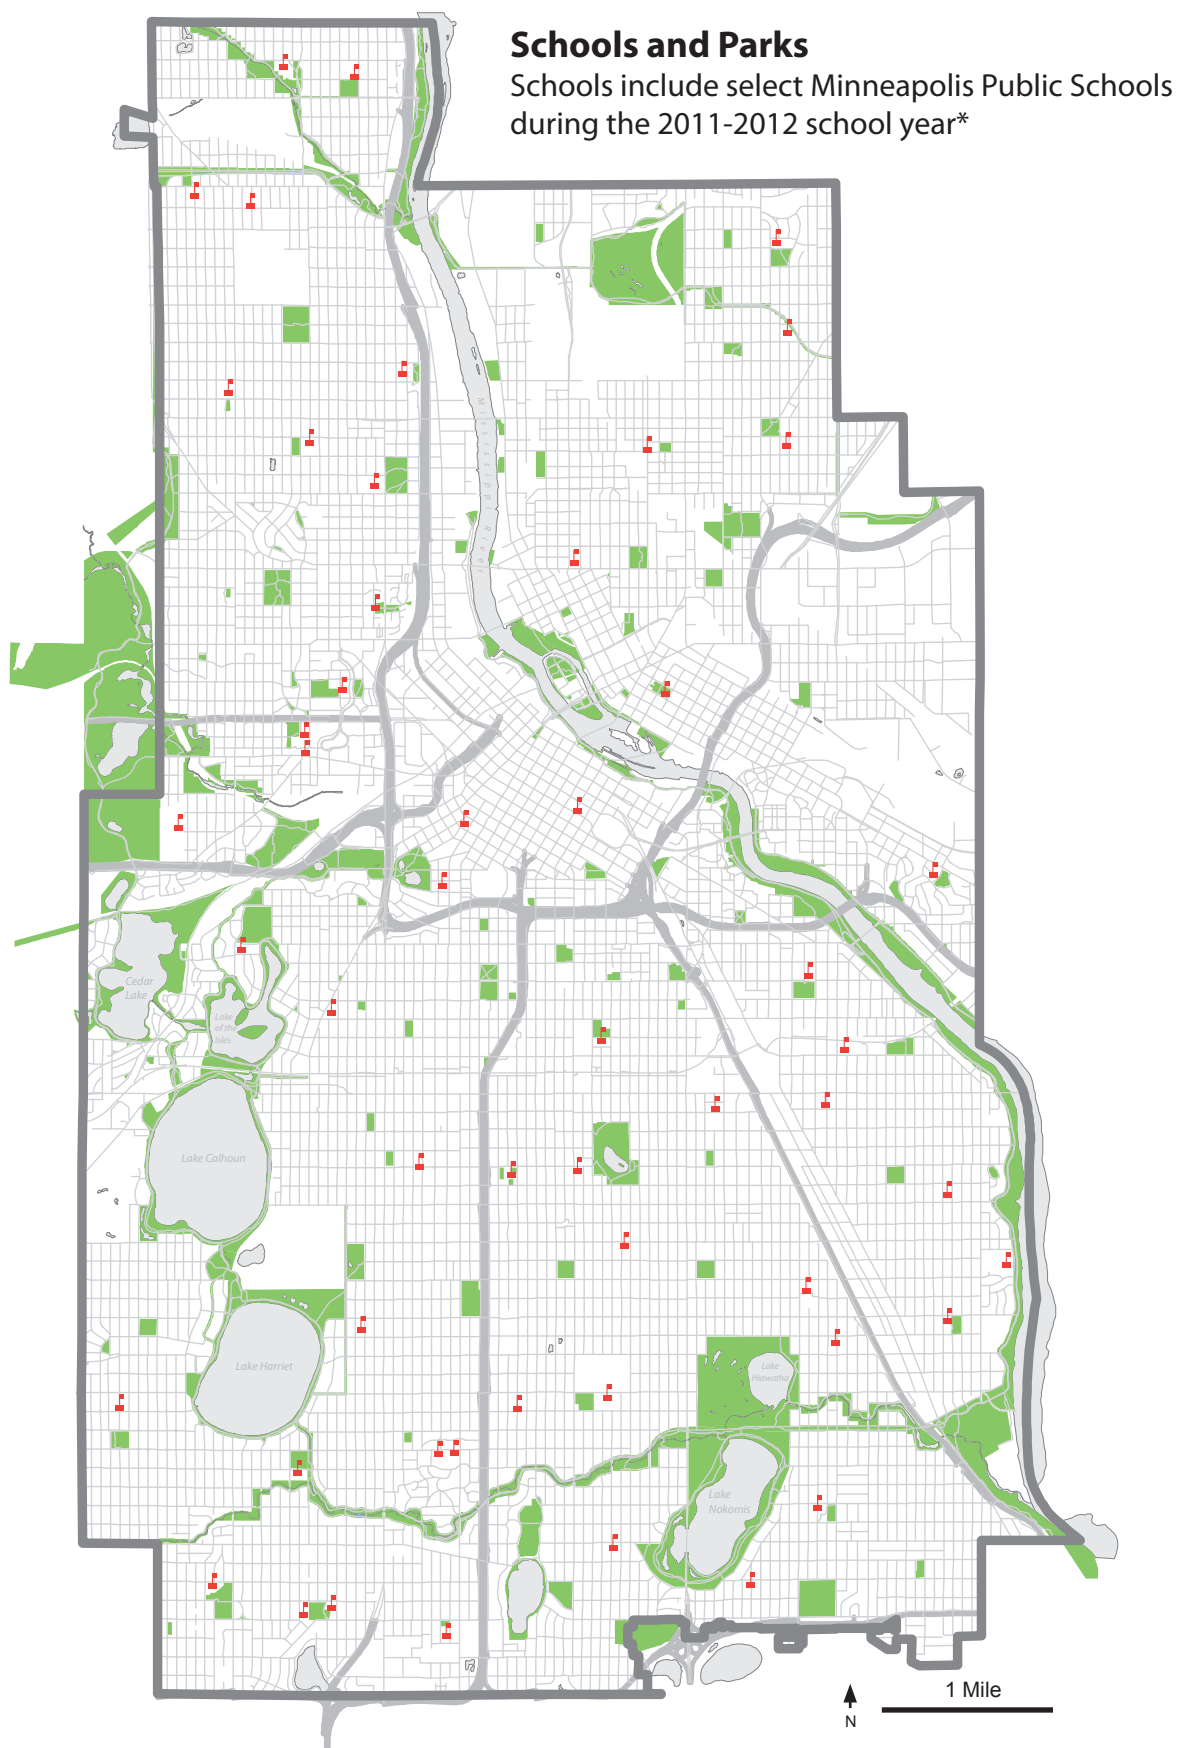 Schools and Parks
Schools include select Minneapolis Public Schools
during the 2011-2012 school year*
Mississippi River
Cedar
Lake
Lake
of the
Isles
Lake Calhoun
Lake Harriet
Lake
Hiawatha
Lake
Nokomis
1 Mile
N